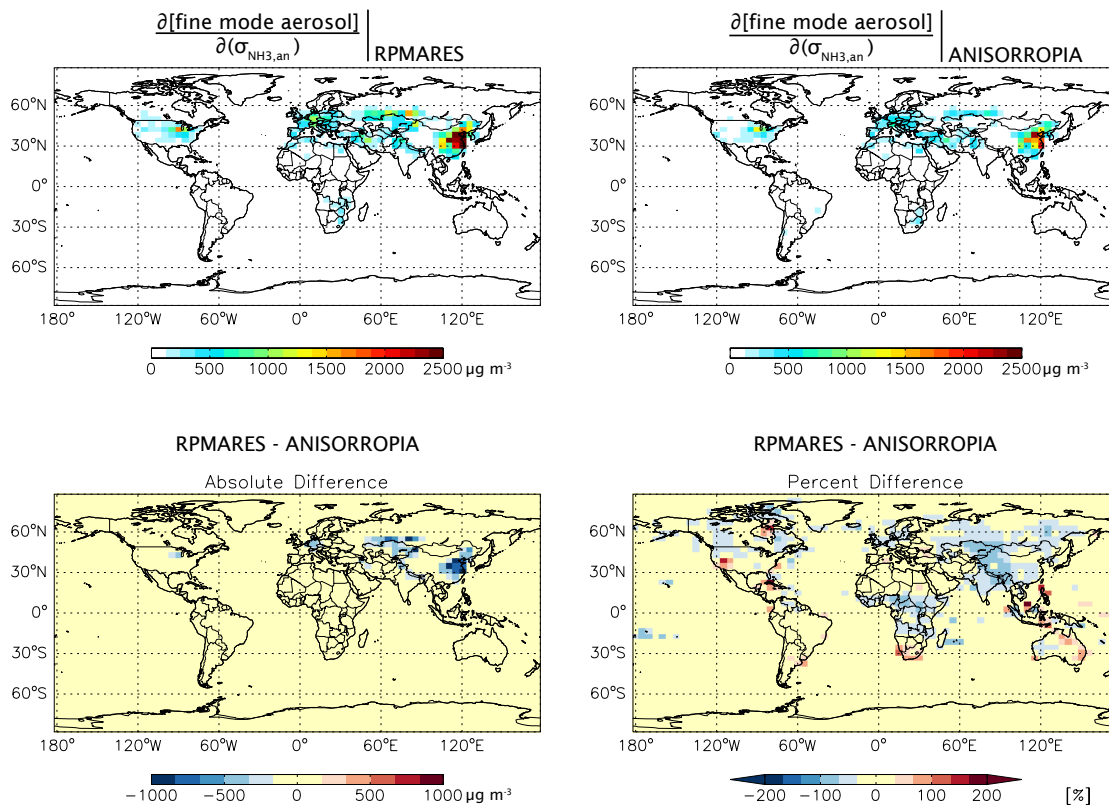 ∂[fine mode aerosol]
∂(σNH3,an)
RPMARES
60°N
30°N
0°
30°S
60°S
180° 120°W 60°W 0° 60°E 120°E
0 500 1000 1500 2000 2500 μg m-3
∂[fine mode aerosol]
∂(σNH3,an)
ANISORROPIA
60°N
30°N
0°
30°S
60°S
180° 120°W 60°W 0° 60°E 120°E
0 500 1000 1500 2000 2500 μg m-3
RPMARES - ANISORROPIA
Absolute Difference
60°N
30°N
0°
30°S
60°S
180° 120°W 60°W 0° 60°E 120°E
-1000 -500 0 500 1000 μg m-3
RPMARES - ANISORROPIA
Percent Difference
60°N
30°N
0°
30°S
60°S
180° 120°W 60°W 0° 60°E 120°E
-200 -100 0 100 200 [%]